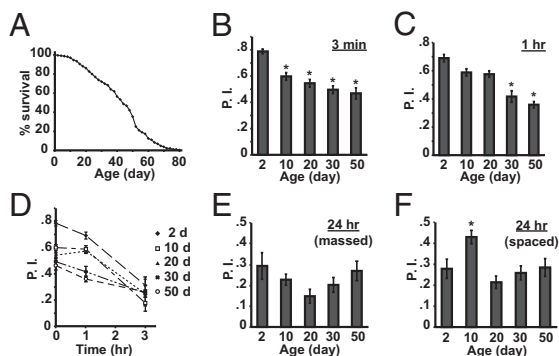 A
% survival
100
80
60
40
20
0
0 20 40 60 80
Age (day)
B
3 min
P. I.
.8
.6
.4
.2
0
* * * *
2 10 20 30 50
Age (day)
C
1 hr
P. I.
.8
.6
.4
.2
0
* *
2 10 20 30 50
Age (day)
D
P. I.
.8
.6
.4
.2
0
2 d
10 d
20 d
30 d
50 d
0 1 3
Time (hr)
E
24 hr
(massed)
P. I.
.5
.4
.3
.2
.1
0
2 10 20 30 50
Age (day)
F
24 hr
(spaced)
P. I.
.5
.4
.3
.2
.1
0
*
2 10 20 30 50
Age (day)